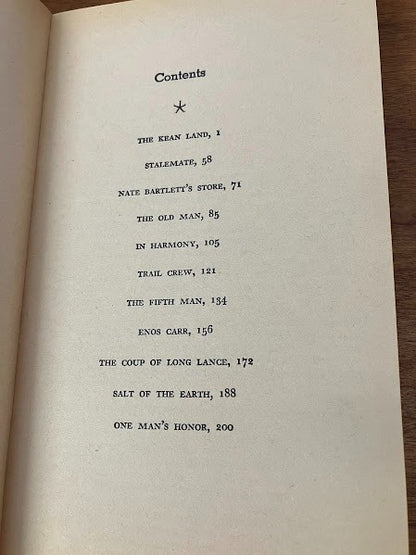 Contents
THE KEAN LAND, 1
STALEMATE, 58
NATE BARTLETT'S STORE, 71
THE OLD MAN, 85
IN HARMONY, 105
TRAIL CREW, 121
THE FIFTH MAN, 134
ENOS CARR, 156
THE COUP OF LONG LANCE, 172
SALT OF THE EARTH, 188
ONE MAN'S HONOR, 200